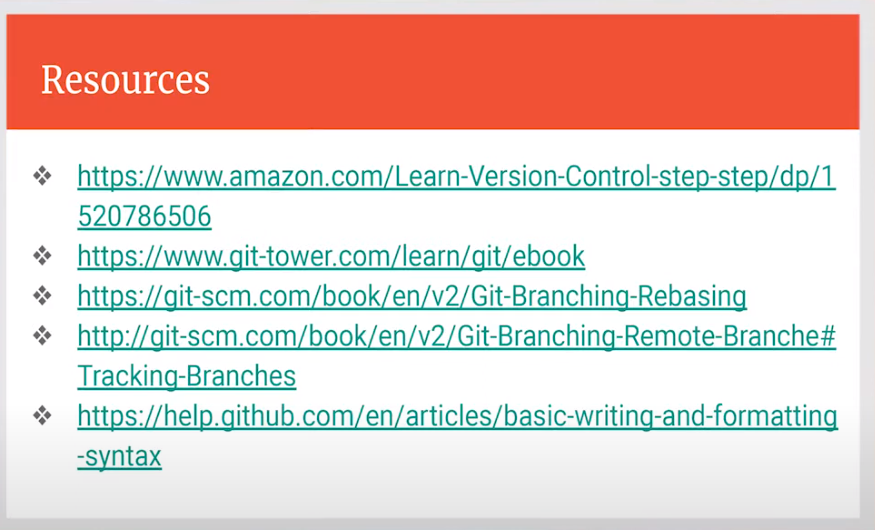 Resources
https://www.amazon.com/Learn-Version-Control-step-step/dp/1
520786506
https://www.git-tower.com/learn/git/ebook
https://git-scm.com/book/en/v2/Git-Branching-Rebasing
http://git-scm.com/book/en/v2/Git-Branching-Remote-Branche#
Tracking-Branches
https://help.github.com/en/articles/basic-writing-and-formatting
-syntax